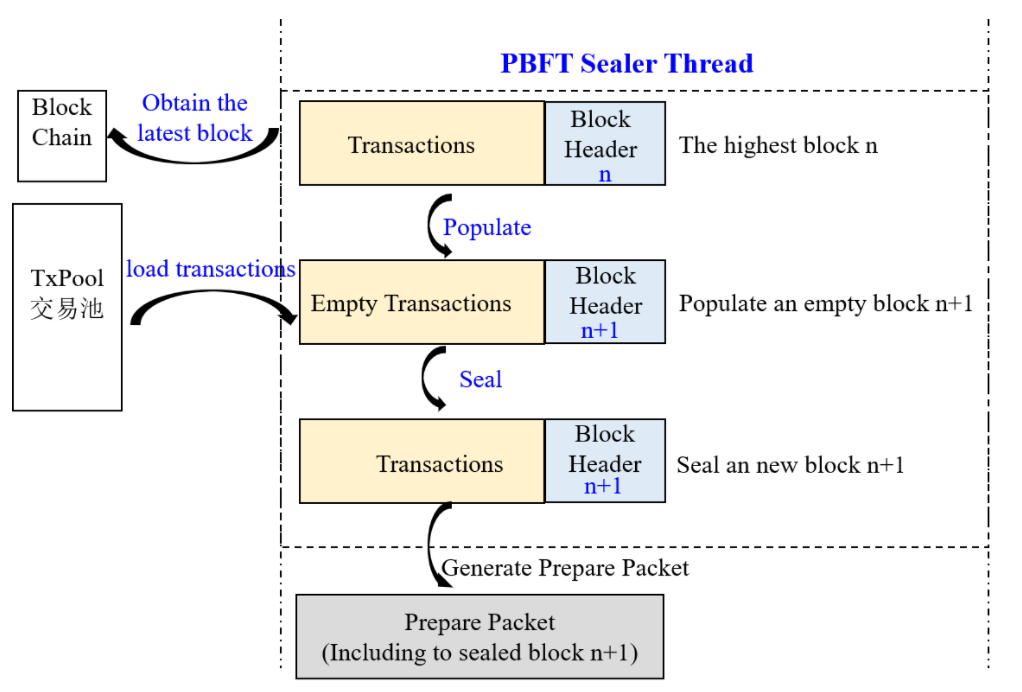 PBFT Sealer Thread
Block
Chain
Obtain the
latest block
Transactions
Block
Header
n
The highest block n
Populate
TxPool
交易池
load transactions
Empty Transactions
Block
Header
n+1
Populate an empty block n+1
Seal
Transactions
Block
Header
n+1
Seal an new block n+1
Generate Prepare Packet
Prepare Packet
(Including to sealed block n+1)